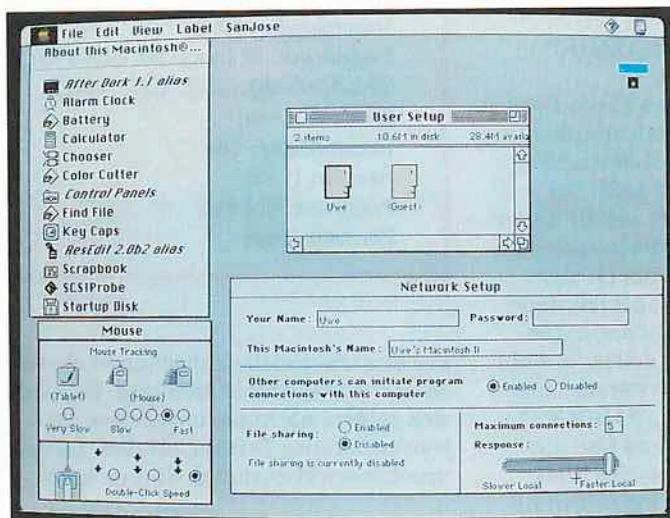 File Edit View Label SanJose
About this Macintosh®...
After Dark 1.1 alias
Alarm Clock
Battery
Calculator
Chooser
Color Cutter
Control Panels
Find File
Key Caps
ResEdit 2.0b2 alias
Scrapbook
SCSIProbe
Startup Disk
User Setup
2 items 10.6M in disk 28.4M availa
Uwe <Guest>
Mouse
Mouse Tracking
(Tablet) (Mouse)
Very Slow Slow Fast
Double-Click Speed
Network Setup
Your Name: Uwe Password:
This Macintosh's Name: Uwe's Macintosh II
Other computers can initiate program
connections with this computer
Enabled Disabled
File sharing: Enabled
Disabled
File sharing is currently disabled
Maximum connections: 5
Response:
Slower Local Faster Local